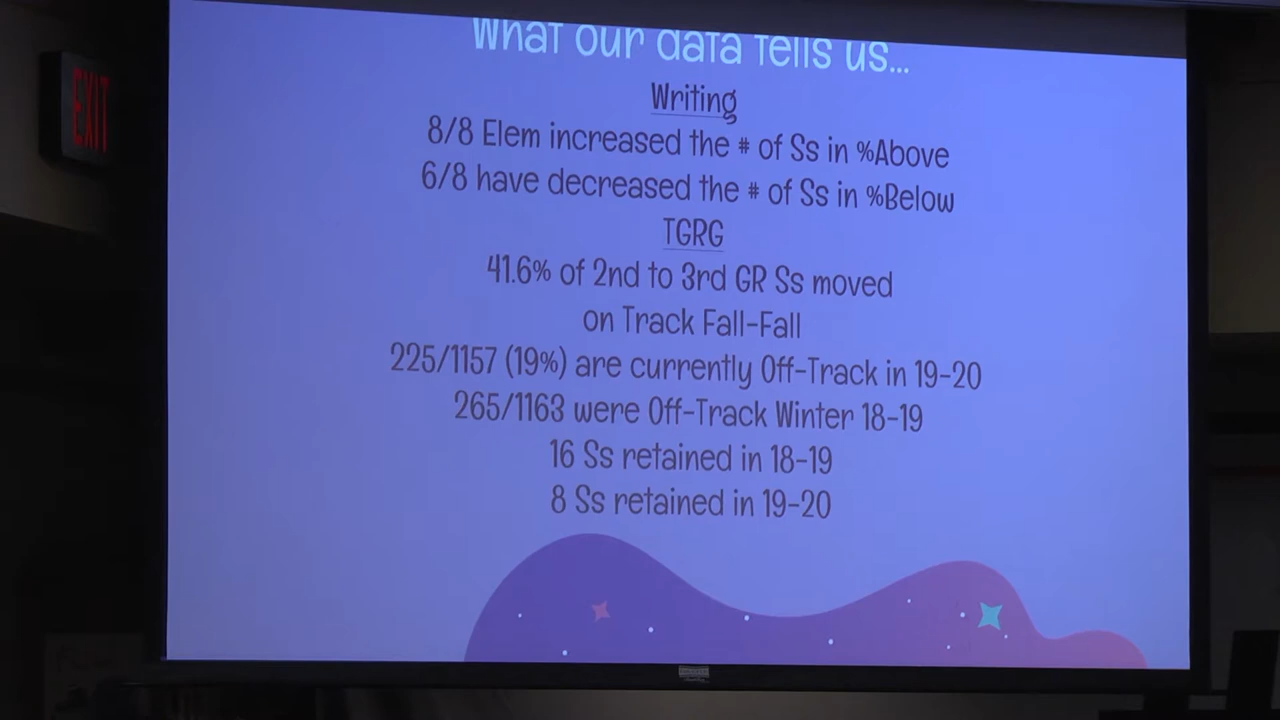 EXIT
What our data tells us...
Writing
8/8 Elem increased the # of Ss in %Above
6/8 have decreased the # of Ss in %Below
TGRG
41.6% of 2nd to 3rd GR Ss moved
on Track Fall-Fall
225/1157 (19%) are currently Off-Track in 19-20
265/1163 were Off-Track Winter 18-19
16 Ss retained in 18-19
8 Ss retained in 19-20